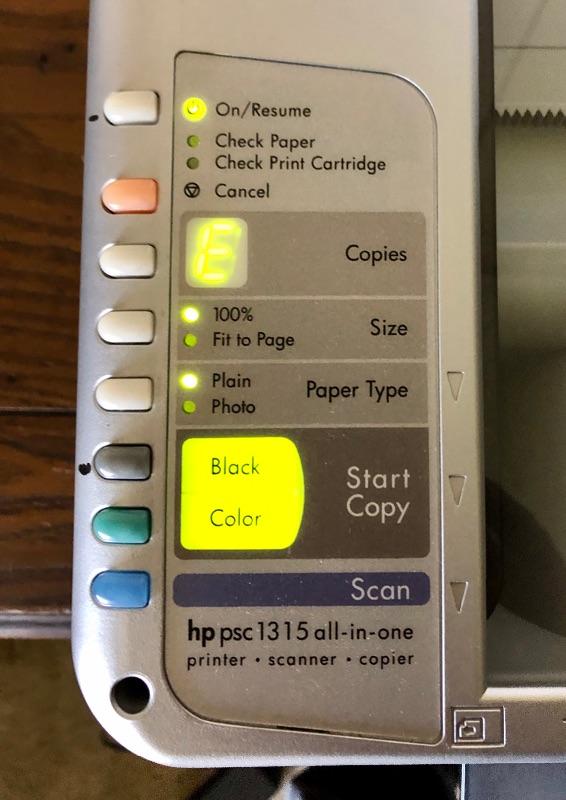 On/Resume
Check Paper
Check Print Cartridge
Cancel
E
Copies
100%
Fit to Page
Size
Plain
Photo
Paper Type
Black
Color
Start
Copy
Scan
hp psc 1315 all-in-one
printer • scanner • copier